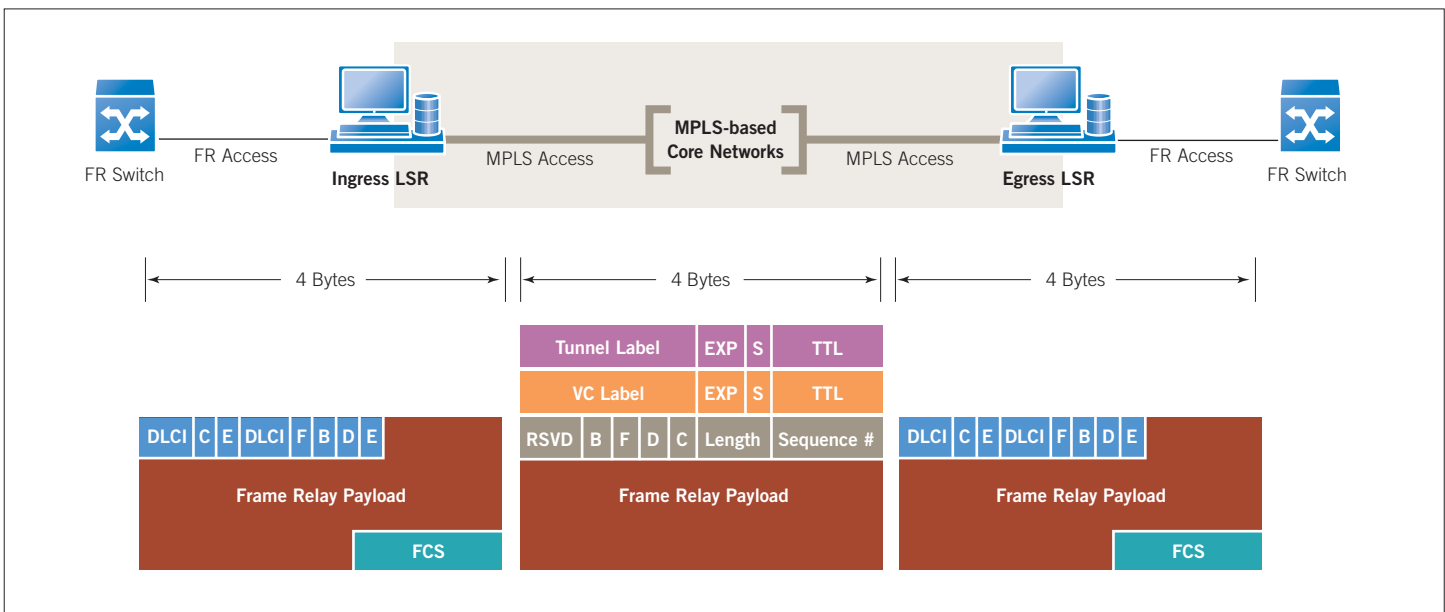 MPLS-based
Core Networks
FR Access
MPLS Access
MPLS Access
FR Access
FR Switch
Ingress LSR
Egress LSR
FR Switch
4 Bytes
4 Bytes
4 Bytes
Tunnel Label EXP S TTL
VC Label EXP S TTL
DLCI C E DLCI F B D E
RSVD B F D C Length Sequence #
DLCI C E DLCI F B D E
Frame Relay Payload
Frame Relay Payload
Frame Relay Payload
FCS
FCS